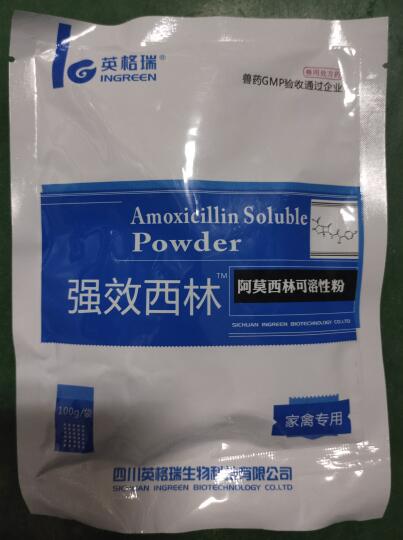 英格瑞®
INGREEN
兽用处方药
兽药GMP验收通过企业
Amoxicillin Soluble
Powder
强效西林™
阿莫西林可溶性粉
SICHUAN INGREEN BIOTECHNOLOGY CO.LTD
100g/袋
家禽专用
四川英格瑞生物科技有限公司
SICHUAN INGREEN BIOTECHNOLOGY CO.LTD